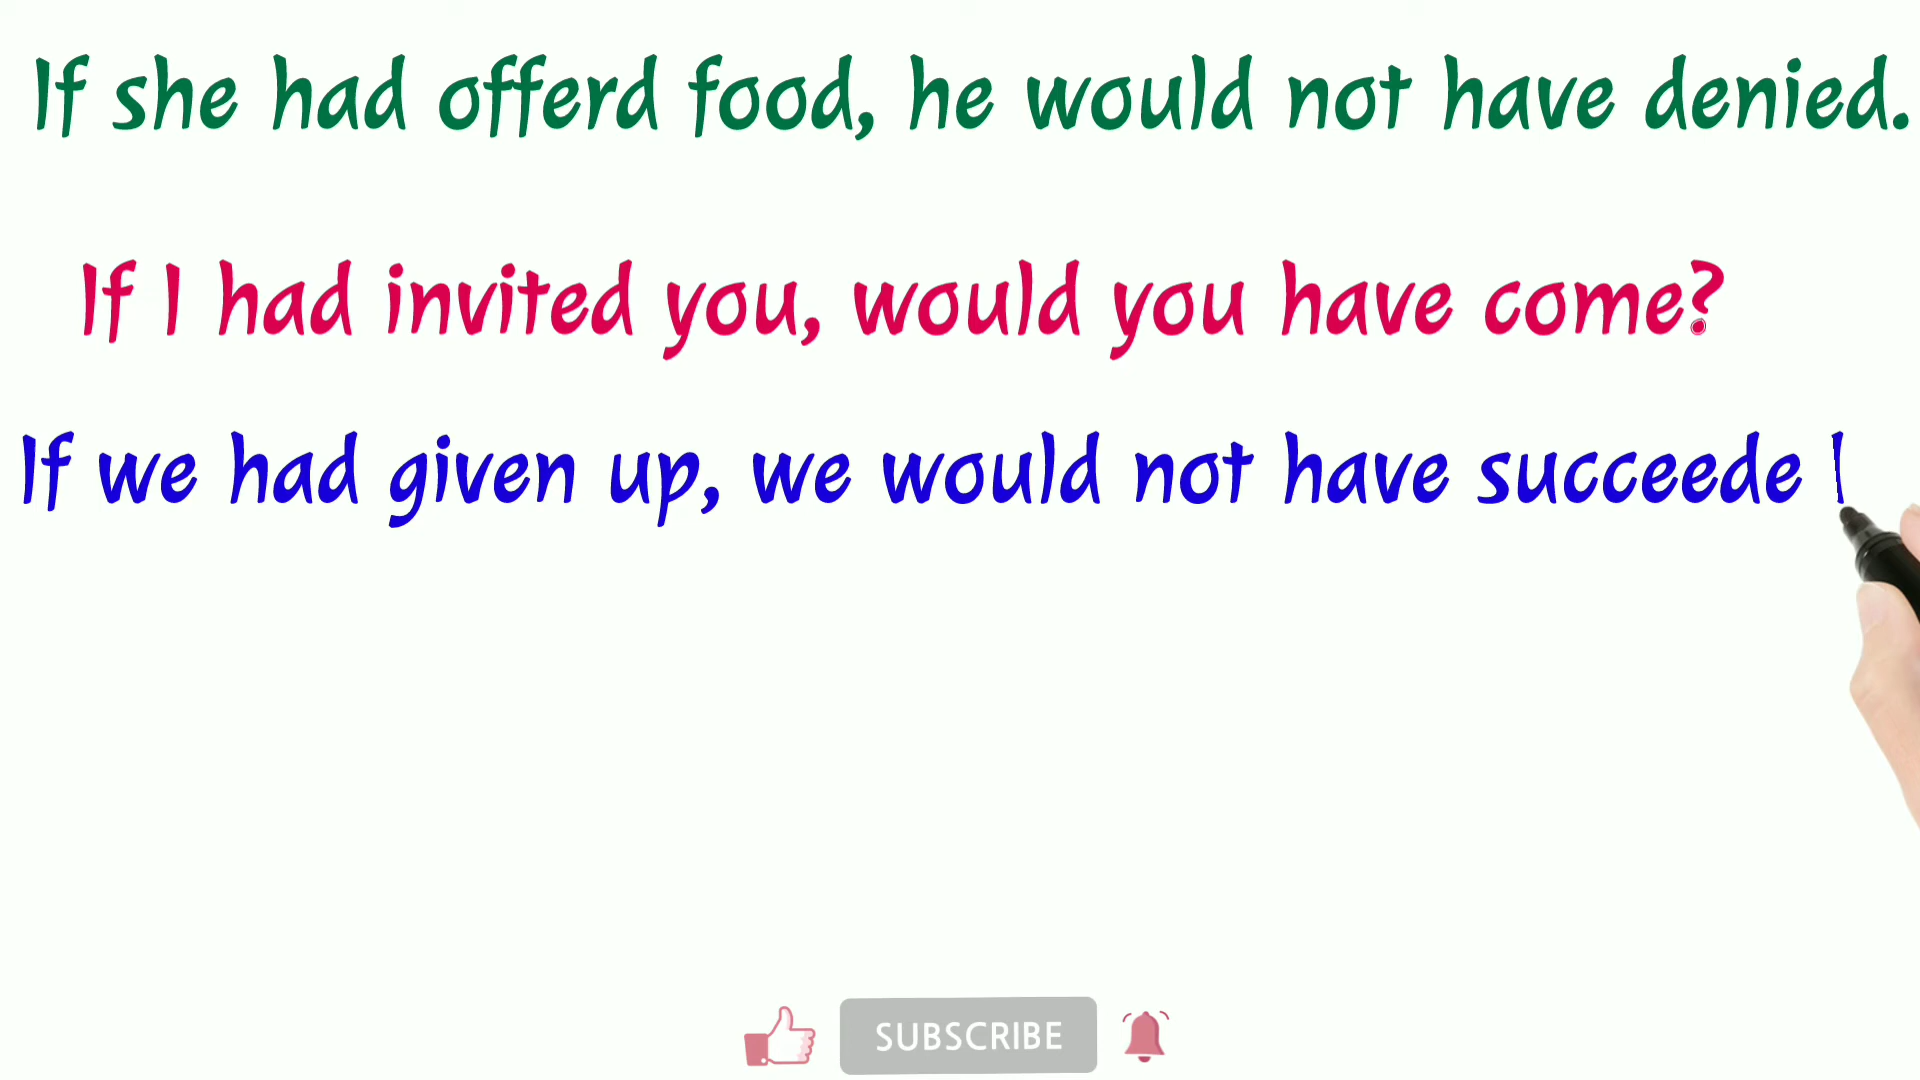 If she had offerd food, he would not have denied.
If I had invited you, would you have come?
If we had given up, we would not have succeede
SUBSCRIBE